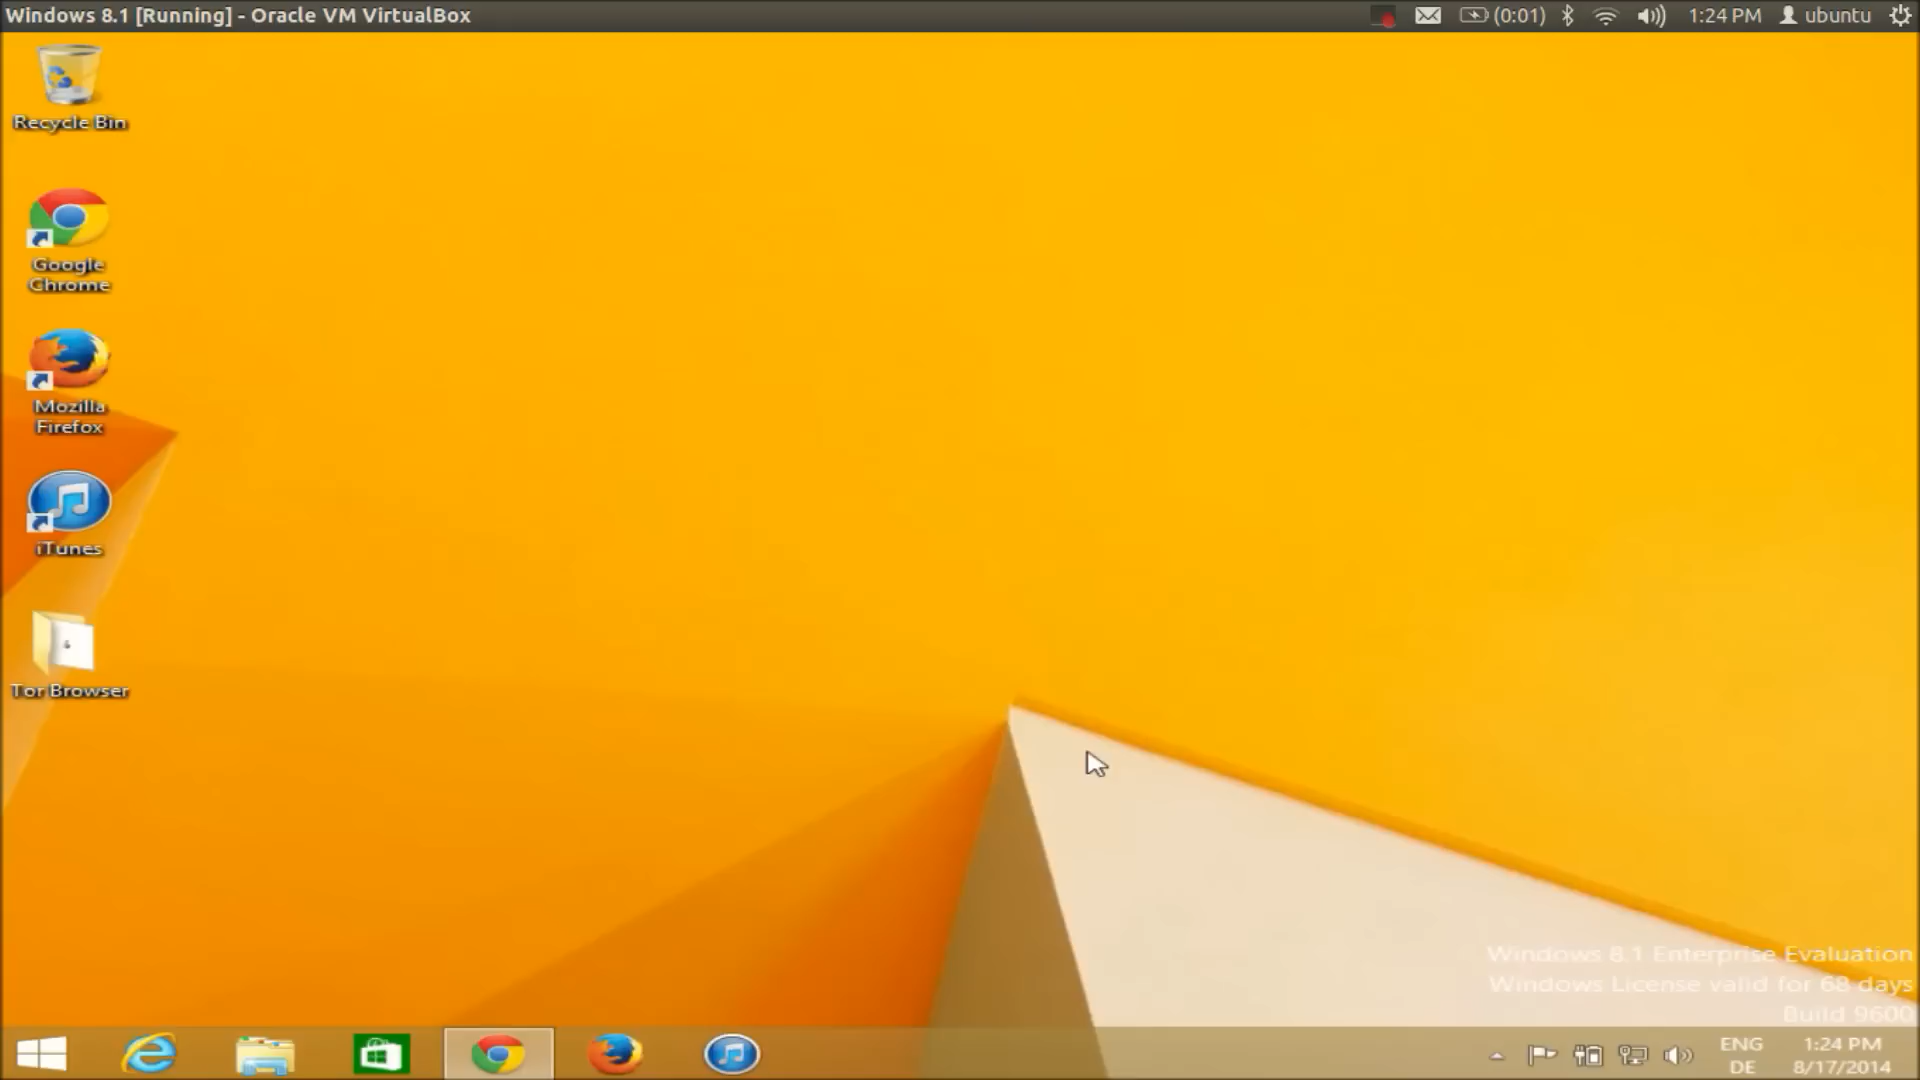 Windows 8.1 [Running] - Oracle VM VirtualBox
(0:01) 1:24 PM ubuntu
Recycle Bin
Google
Chrome
Mozilla
Firefox
iTunes
Tor Browser
Windows 8.1 Enterprise Evaluation
Windows License valid for 68 days
Build 9600
ENG 1:24 PM
DE 8/17/2014